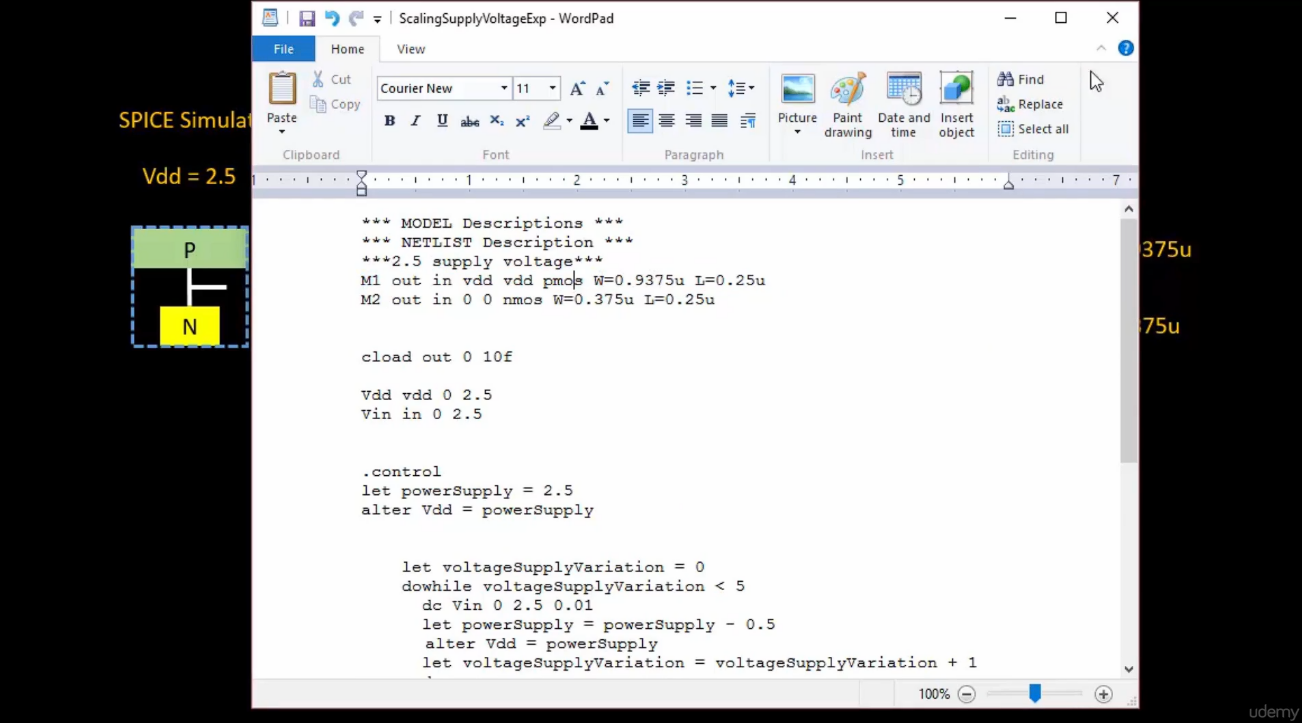 ScalingSupplyVoltageExp - WordPad
File Home View
Paste
Cut
Copy
Clipboard
Courier New 11
B I U abc X₂ X² A
Font
Paragraph
Picture
Paint drawing
Date and time
Insert object
Insert
Find
Replace
Select all
Editing
1 1 2 3 4 5 7
SPICE Simulat
Vdd = 2.5
P
N
*** MODEL Descriptions ***
*** NETLIST Description ***
***2.5 supply voltage***
M1 out in vdd vdd pmos W=0.9375u L=0.25u
M2 out in 0 0 nmos W=0.375u L=0.25u
cload out 0 10f
Vdd vdd 0 2.5
Vin in 0 2.5
.control
let powerSupply = 2.5
alter Vdd = powerSupply
let voltageSupplyVariation = 0
dowhile voltageSupplyVariation < 5
dc Vin 0 2.5 0.01
let powerSupply = powerSupply - 0.5
alter Vdd = powerSupply
let voltageSupplyVariation = voltageSupplyVariation + 1
9375u
375u
100%
udemy